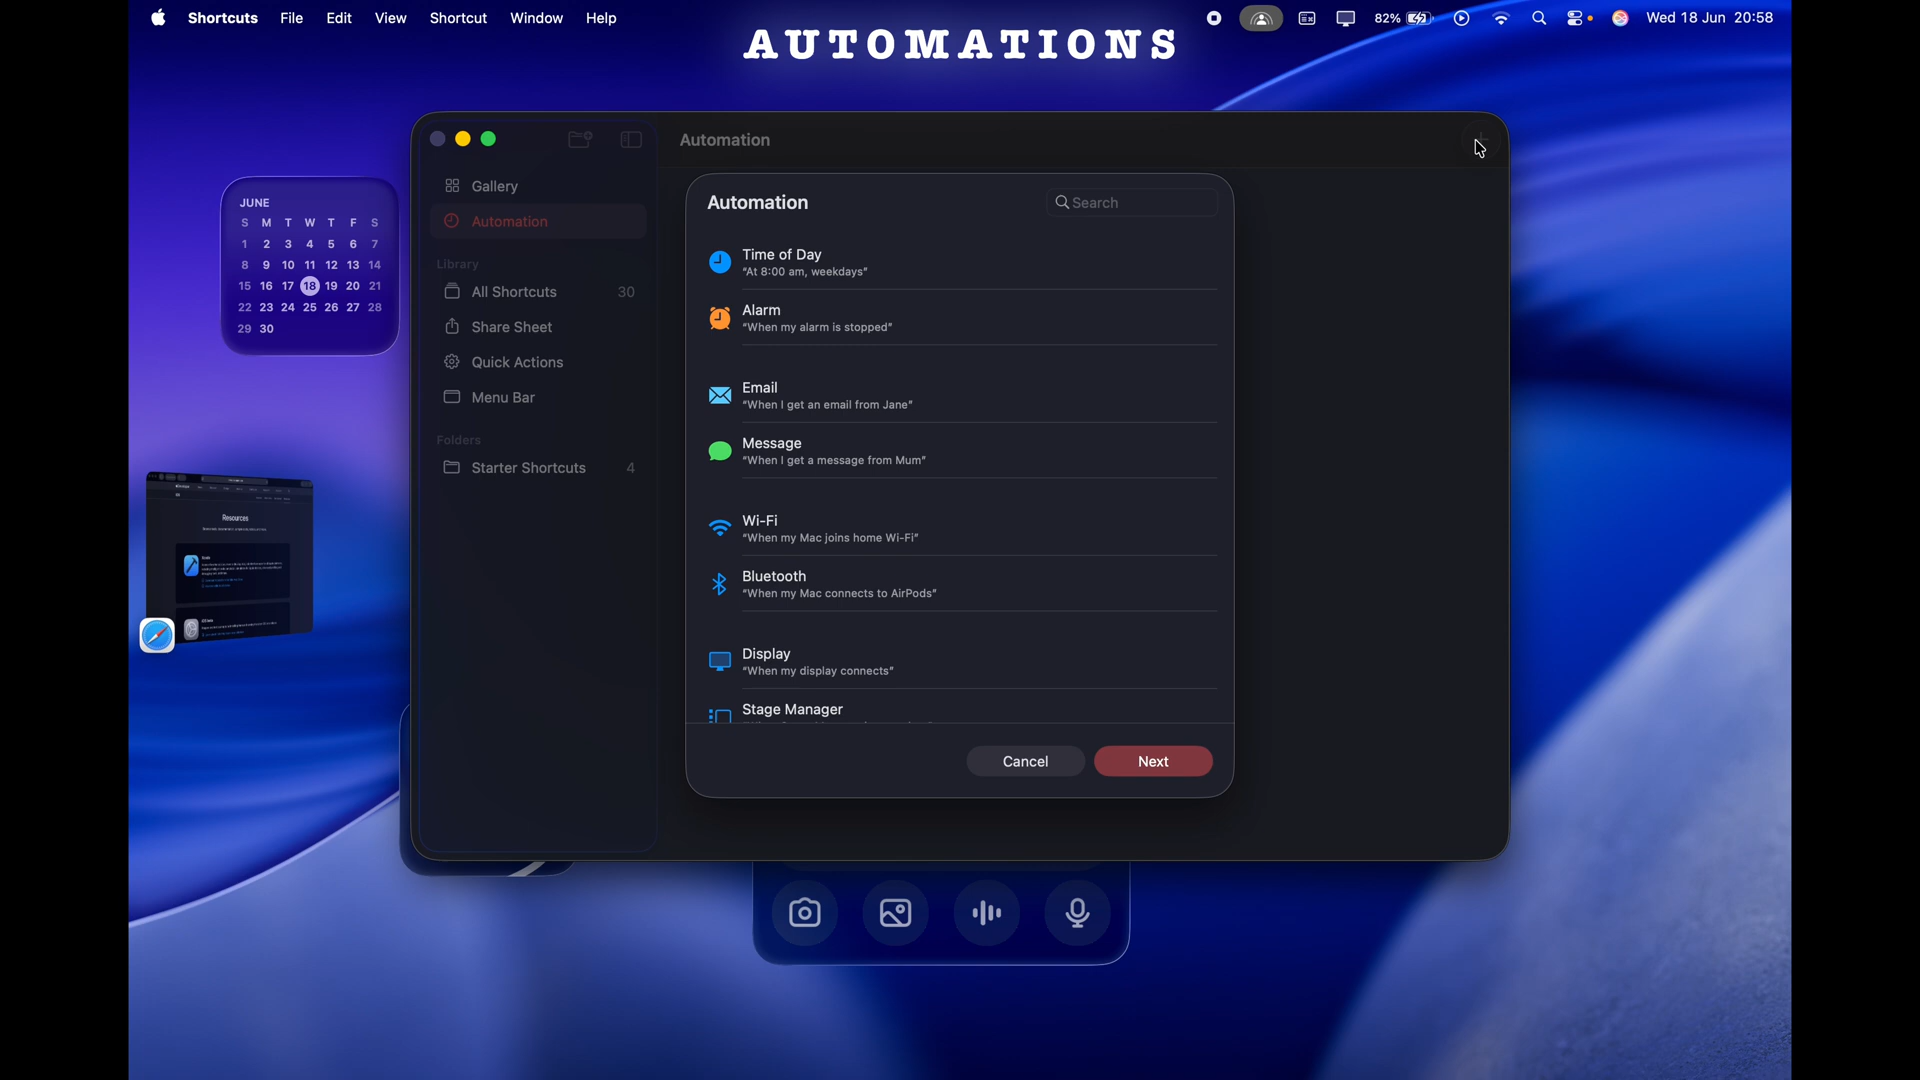 Shortcuts File Edit View Shortcut Window Help
82% Wed 18 Jun 20:58
AUTOMATIONS
JUNE
S M T W T F S
1 2 3 4 5 6 7
8 9 10 11 12 13 14
15 16 17 18 19 20 21
22 23 24 25 26 27 28
29 30
Resources
Gallery
Automation
Library
All Shortcuts 30
Share Sheet
Quick Actions
Menu Bar
Folders
Starter Shortcuts 4
Automation
Automation
Search
Time of Day
"At 8:00 am, weekdays"
Alarm
"When my alarm is stopped"
Email
"When I get an email from Jane"
Message
"When I get a message from Mum"
Wi-Fi
"When my Mac joins home Wi-Fi"
Bluetooth
"When my Mac connects to AirPods"
Display
"When my display connects"
Stage Manager
Cancel Next